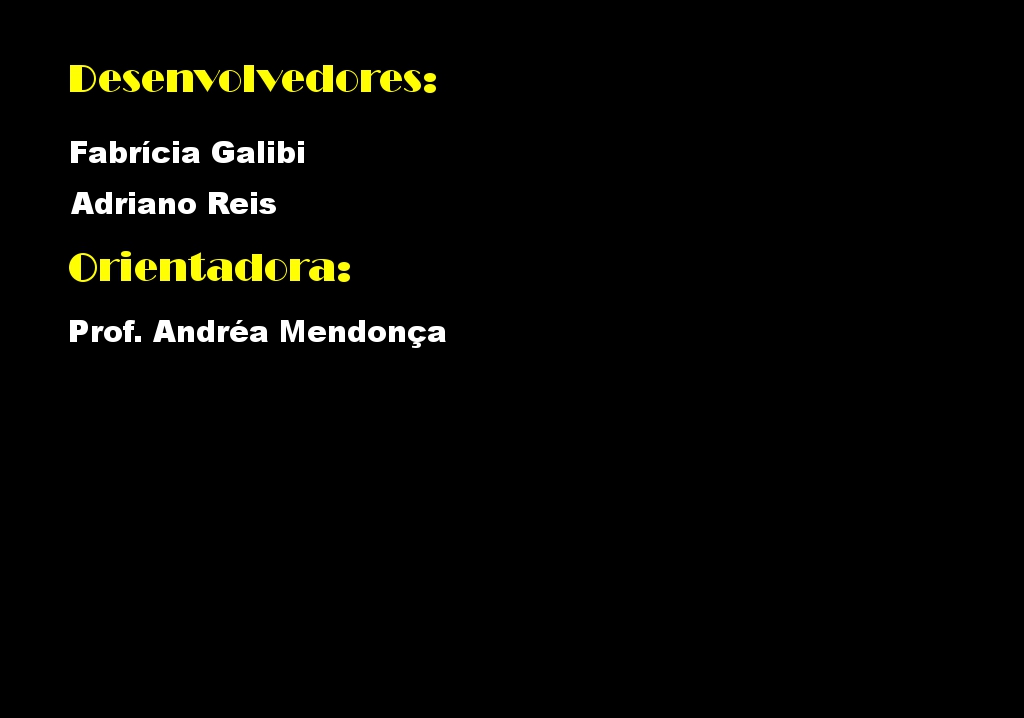 Desenvolvedores:
Fabrícia Galibi
Adriano Reis
Orientadora:
Prof. Andréa Mendonça